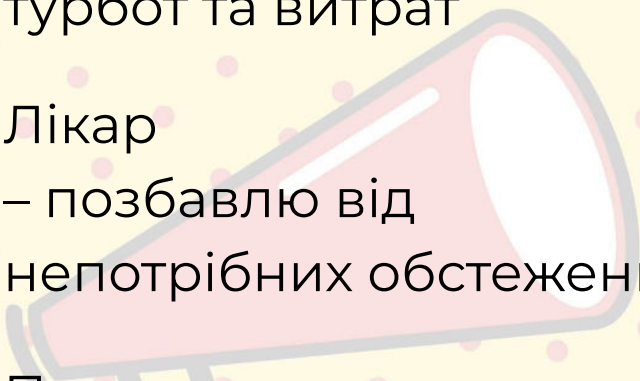 турбот та витрат
Лікар
– позбавлю від
непотрібних обстежен